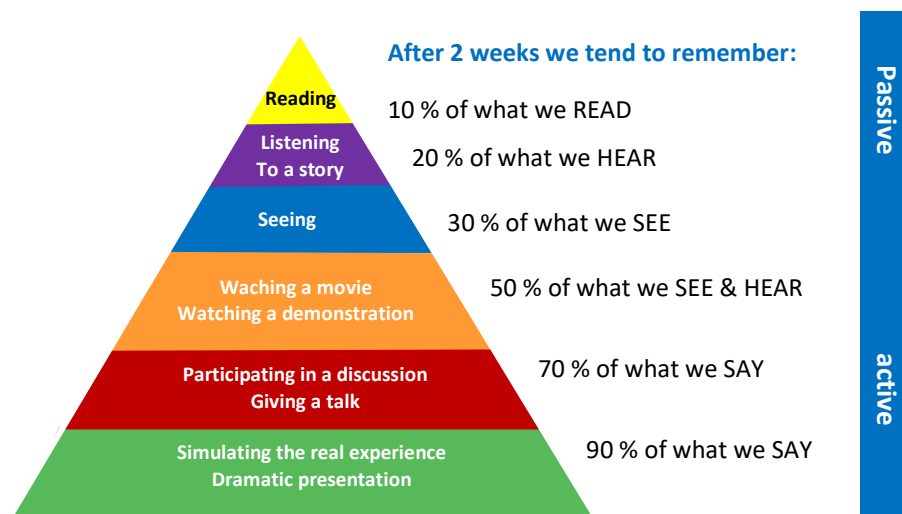 After 2 weeks we tend to remember:
Passive
Reading
10 % of what we READ
Listening
To a story
20 % of what we HEAR
Seeing
30 % of what we SEE
Waching a movie
Watching a demonstration
50 % of what we SEE & HEAR
Participating in a discussion
Giving a talk
70 % of what we SAY
active
Simulating the real experience
Dramatic presentation
90 % of what we SAY